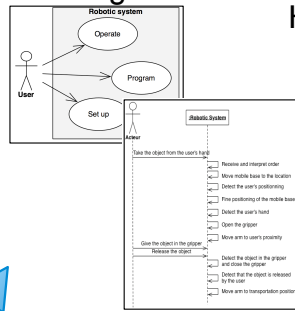 Robotic system
Operate
Program
Set up
User
Acteur
:Robotic System
Take the object from the user's hand
Receive and interpret order
Move mobile base to the location
Detect the user's positionning
Fine positioning of the mobile base
Detect the user's hand
Open the gripper
Move arm to user's proximity
Give the object in the gripper
Release the object
Detect the object in the gripper
and close the gripper
Detect that the object is released
by the user
Move arm to transportation position